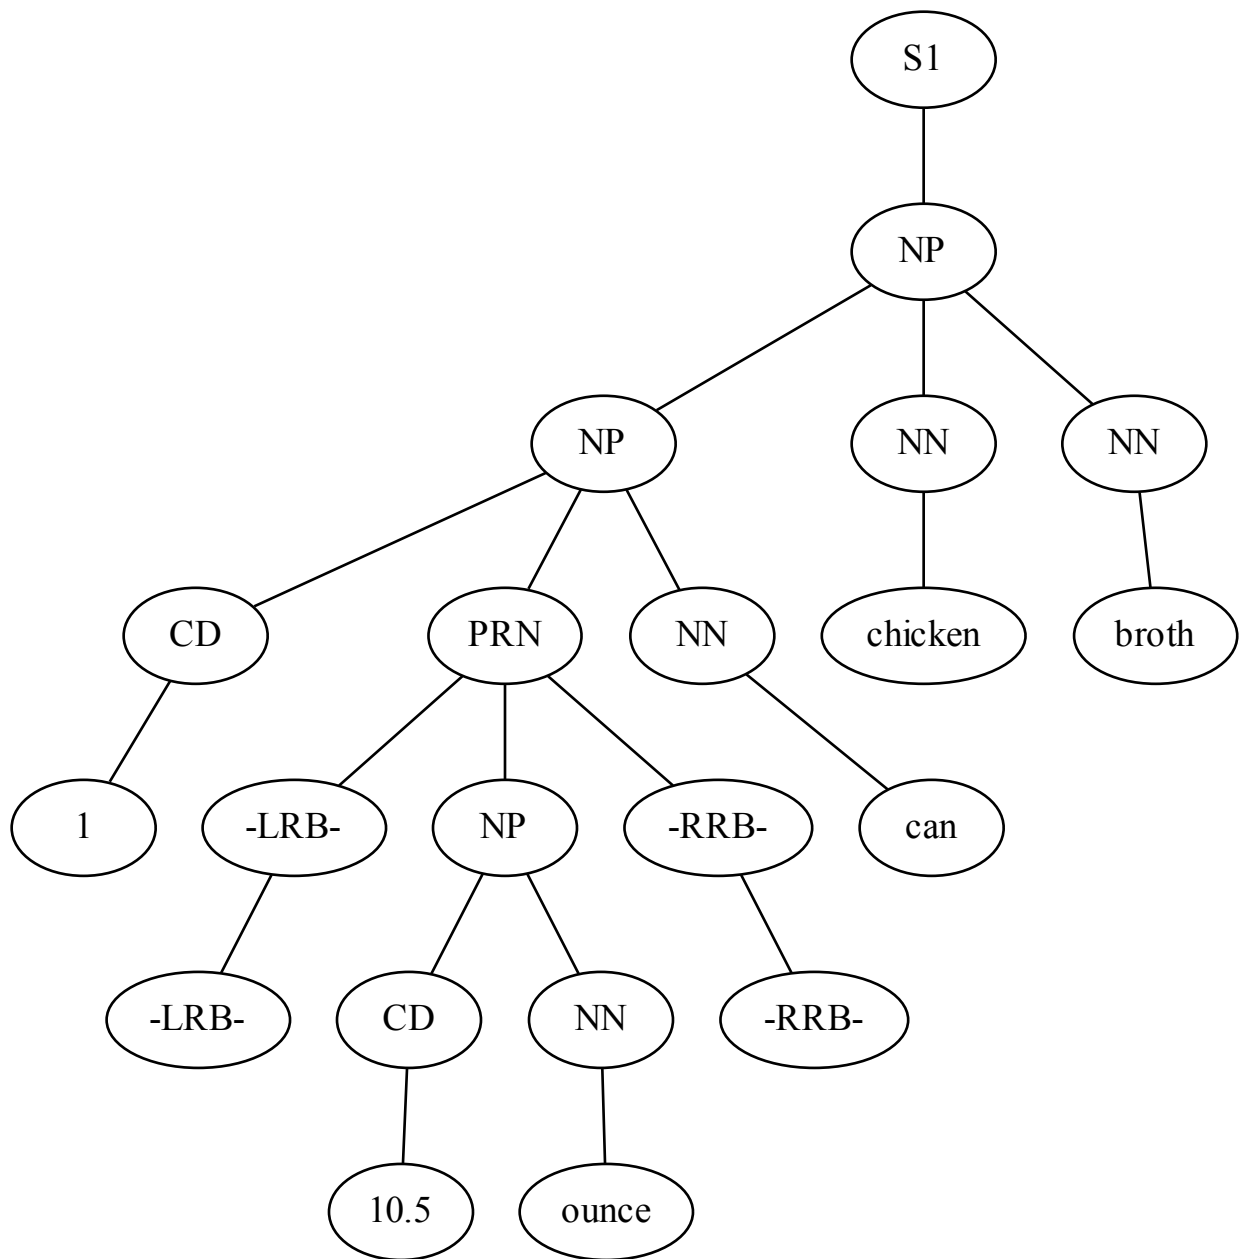 S1
NP
NP NN NN
CD PRN NN chicken broth
1 -LRB- NP -RRB- can
-LRB- CD NN -RRB-
10.5 ounce